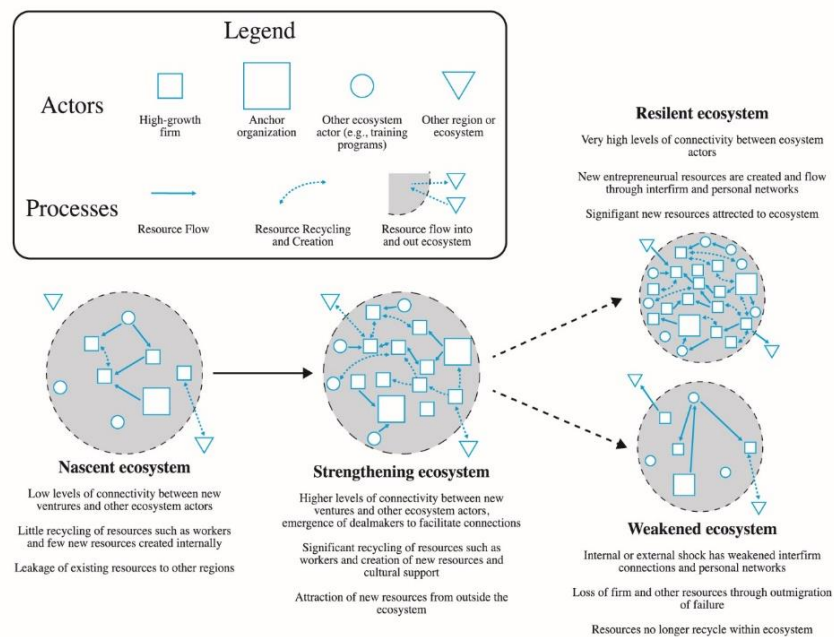 Legend
Actors
High-growth
firm
Anchor
organization
Other ecosystem
actor (e.g., training
programs)
Other region or
ecosystem
Processes
Resource Flow
Resource Recycling
and Creation
Resource flow into
and out ecosystem
Nascent ecosystem
Low levels of connectivity between new
ventrures and other ecosystem actors
Little recycling of resources such as workers
and few new resources created internally
Leakage of existing resources to other regions
Strengthening ecosystem
Higher levels of connectivity between new
ventures and other ecosystem actors,
emergence of dealmakers to facilitate connections
Significant recycling of resources such as
workers and creation of new resources and
cultural support
Attraction of new resources from outside the
ecosystem
Resilent ecosystem
Very high levels of connectivity between eosystem
actors
New entrepreneurual resources are created and flow
through interfirm and personal networks
Signifigant new resources attrected to ecosystem
Weakened ecosystem
Internal or external shock has weakened interfirm
connections and personal networks
Loss of firm and other resources through outmigration
of failure
Resources no longer recycle within ecosystem